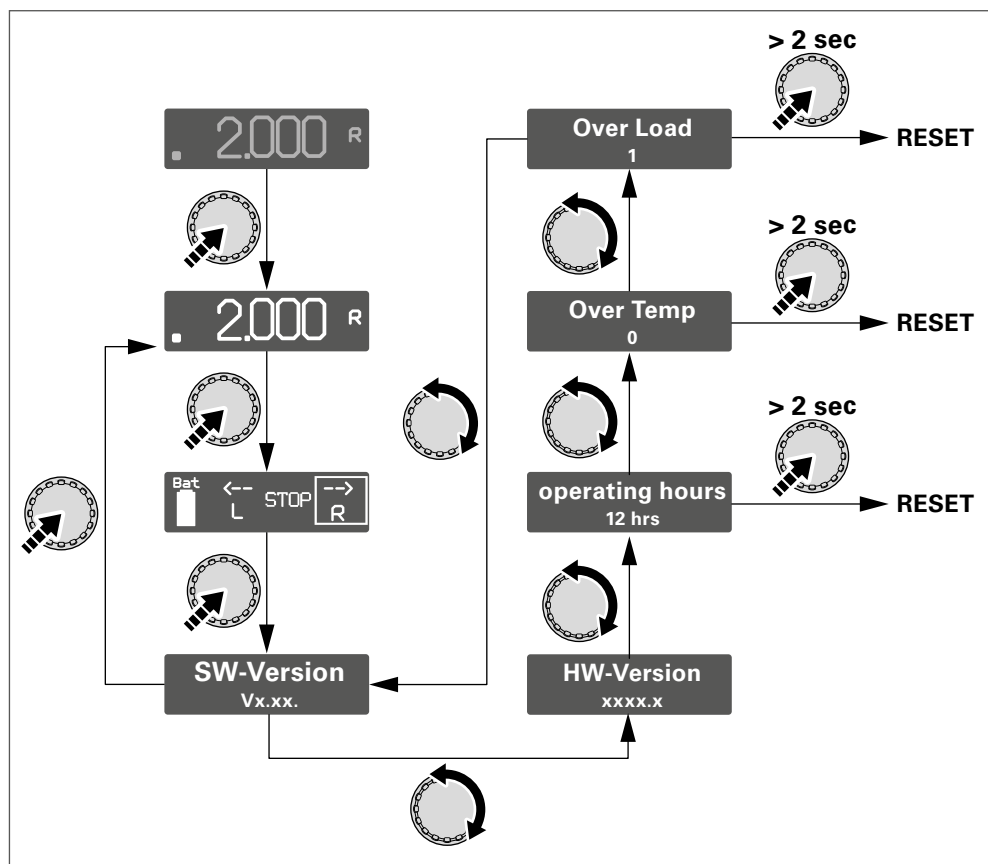 2.000 R
2.000 R
Bat
<-- STOP -->
L R
SW-Version
Vx.xx.
HW-Version
xxxx.x
operating hours
12 hrs
> 2 sec
RESET
Over Temp
0
> 2 sec
RESET
Over Load
1
> 2 sec
RESET